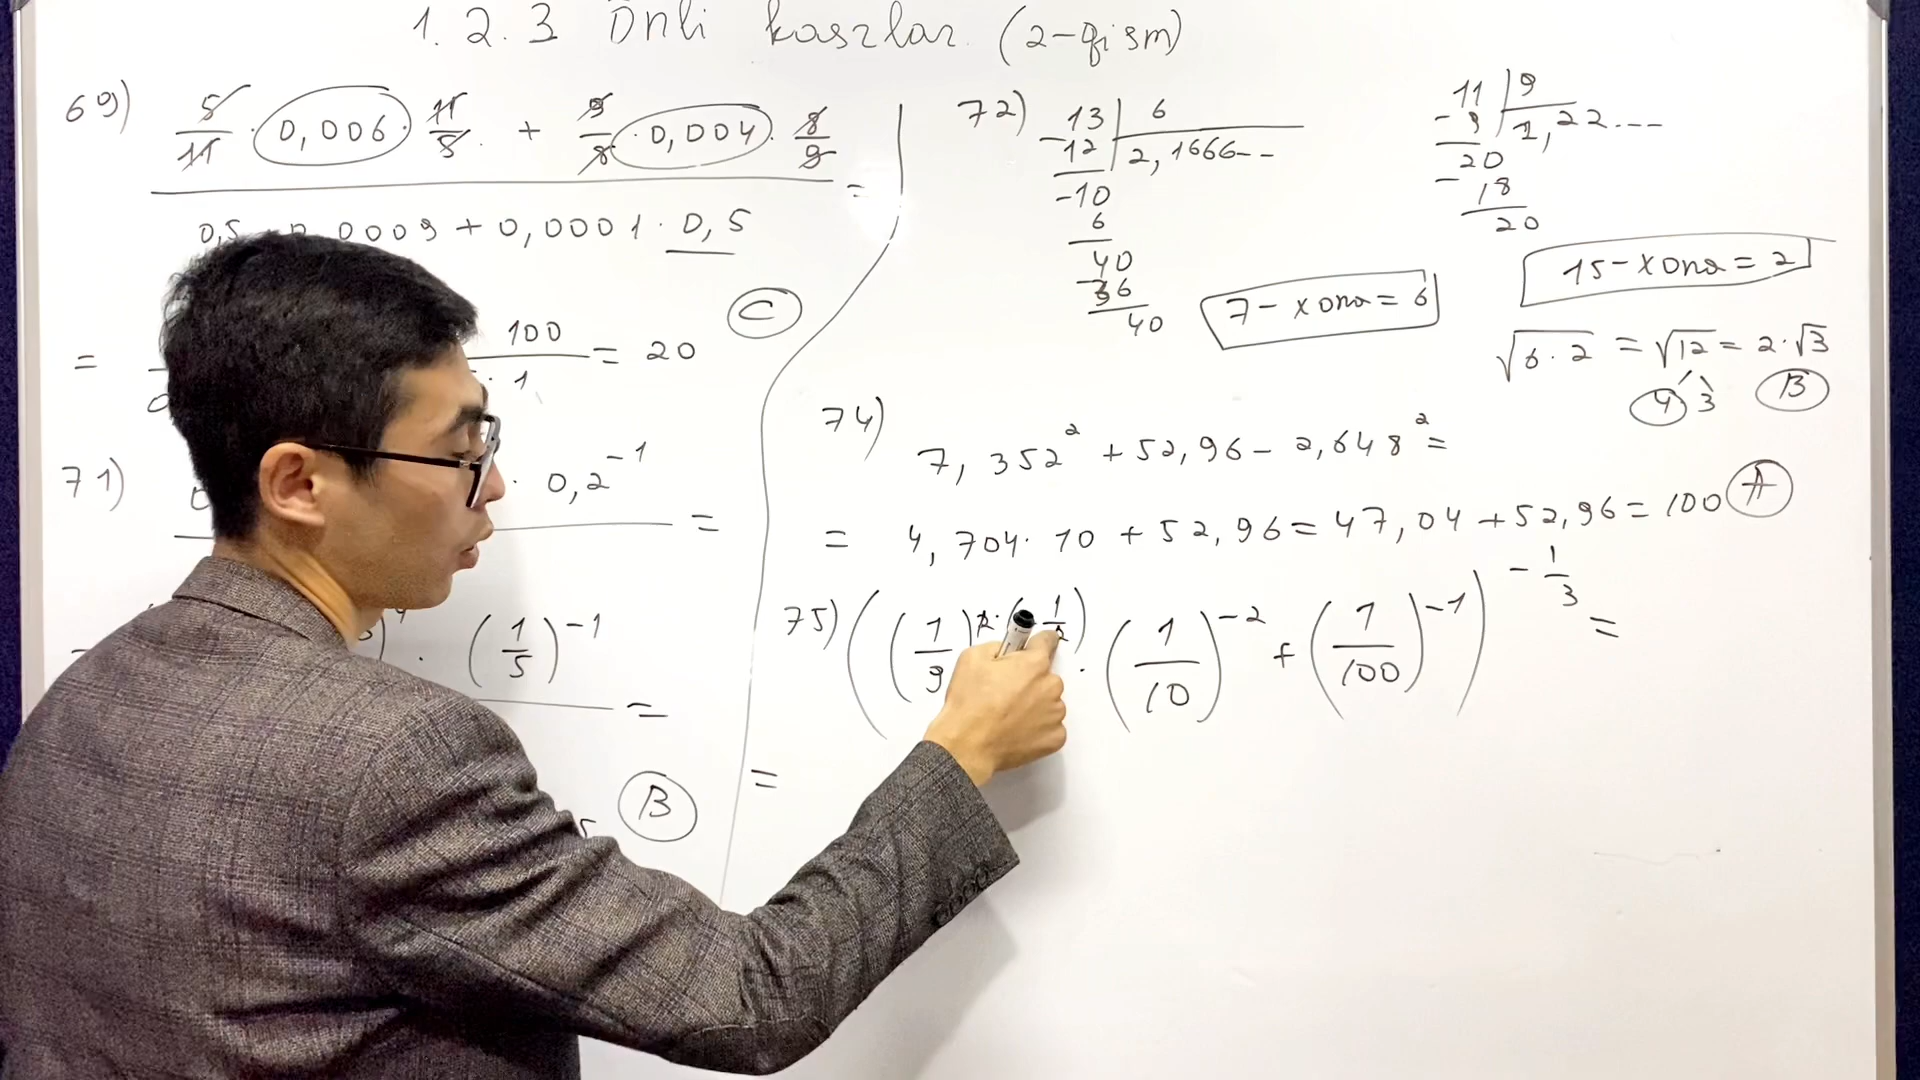 1.2.3 Onli kasrlar. (2-qism)
69) 5/11 · 0,006 · 11/5 + 9/8 · 0,004 · 8/9
0,5 0,0009 + 0,0001 · 0,5 =
= 100 / · 1 = 20
C
71) · 0,2^-1 =
· (1/5)^-1 =
B
72) 13 | 6
-12 2,1666--
-10
6
40
-36
40
7-xona = 6
11 | 9
-9 1,22---
20
-18
20
15-xona = 2
√6·2 = √12 = 2·√3
4 3 B
74) 7,352² + 52,96 - 2,648² =
= 4,704 · 10 + 52,96 = 47,04 + 52,96 = 100 A
75) ((1/9)^2·(1/2) · (1/10)^-2 + (1/100)^-1)^-1/3 =
=